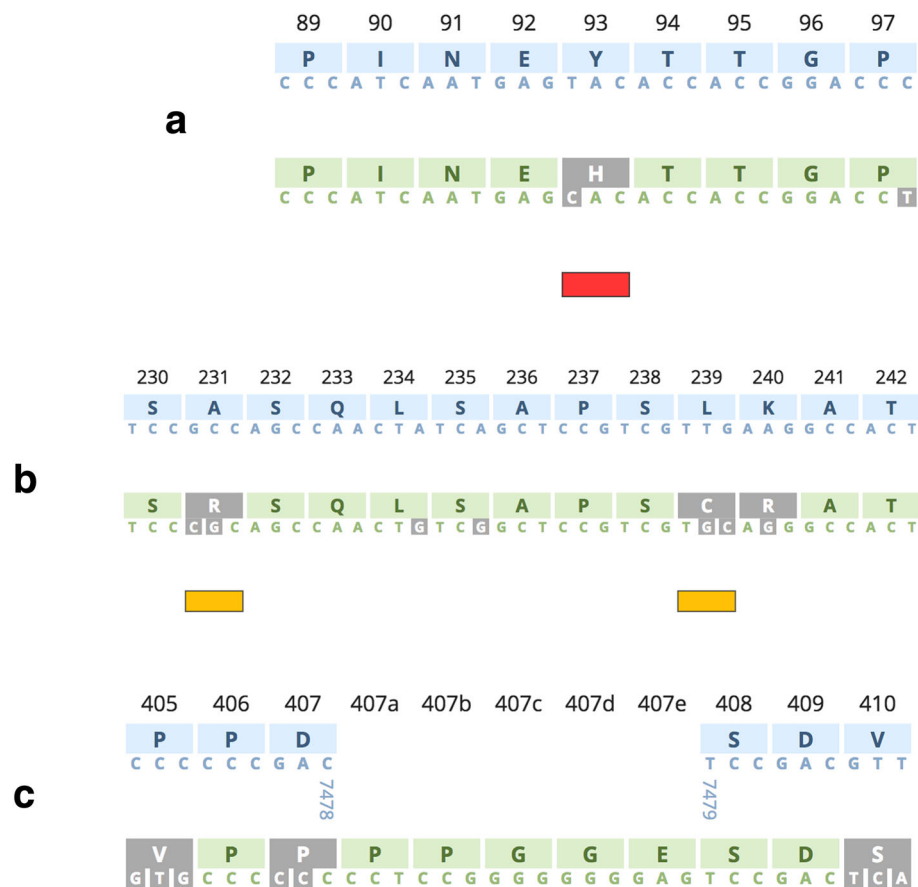 89 90 91 92 93 94 95 96 97
P I N E Y T T G P
C C C A T C A A T G A G T A C A C C A C C G G A C C C
a
P I N E H T T G P
C C C A T C A A T G A G C A C A C C A C C G G A C C T
230 231 232 233 234 235 236 237 238 239 240 241 242
S A S Q L S A P S L K A T
T C C G C C A G C C A A C T A T C A G C T C C G T C G T T G A A G G C C A C T
b
S R S Q L S A P S C R A T
T C C C G C A G C C A A C T G T C G G C T C C G T C G T G C A G G G C C A C T
405 406 407 407a 407b 407c 407d 407e 408 409 410
P P D S D V
C C C C C C G A C T C C G A C G T T
7478 7479
c
V P P P P G G E S D S
G T G C C C C C C C C T C C G G G G G G G A G T C C G A C T C A